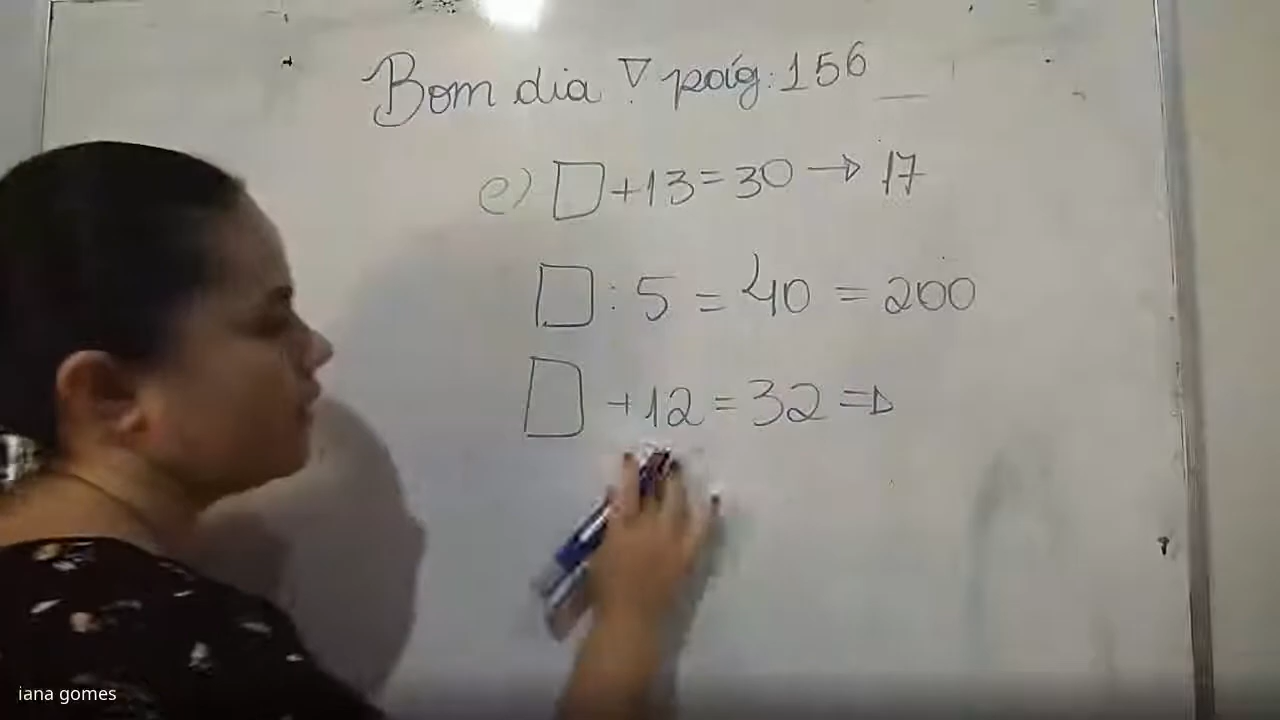 Bom dia ! pág: 156
e) □ + 13 = 30 → 17
□ : 5 = 40 = 200
□ + 12 = 32 ⇒
iana gomes